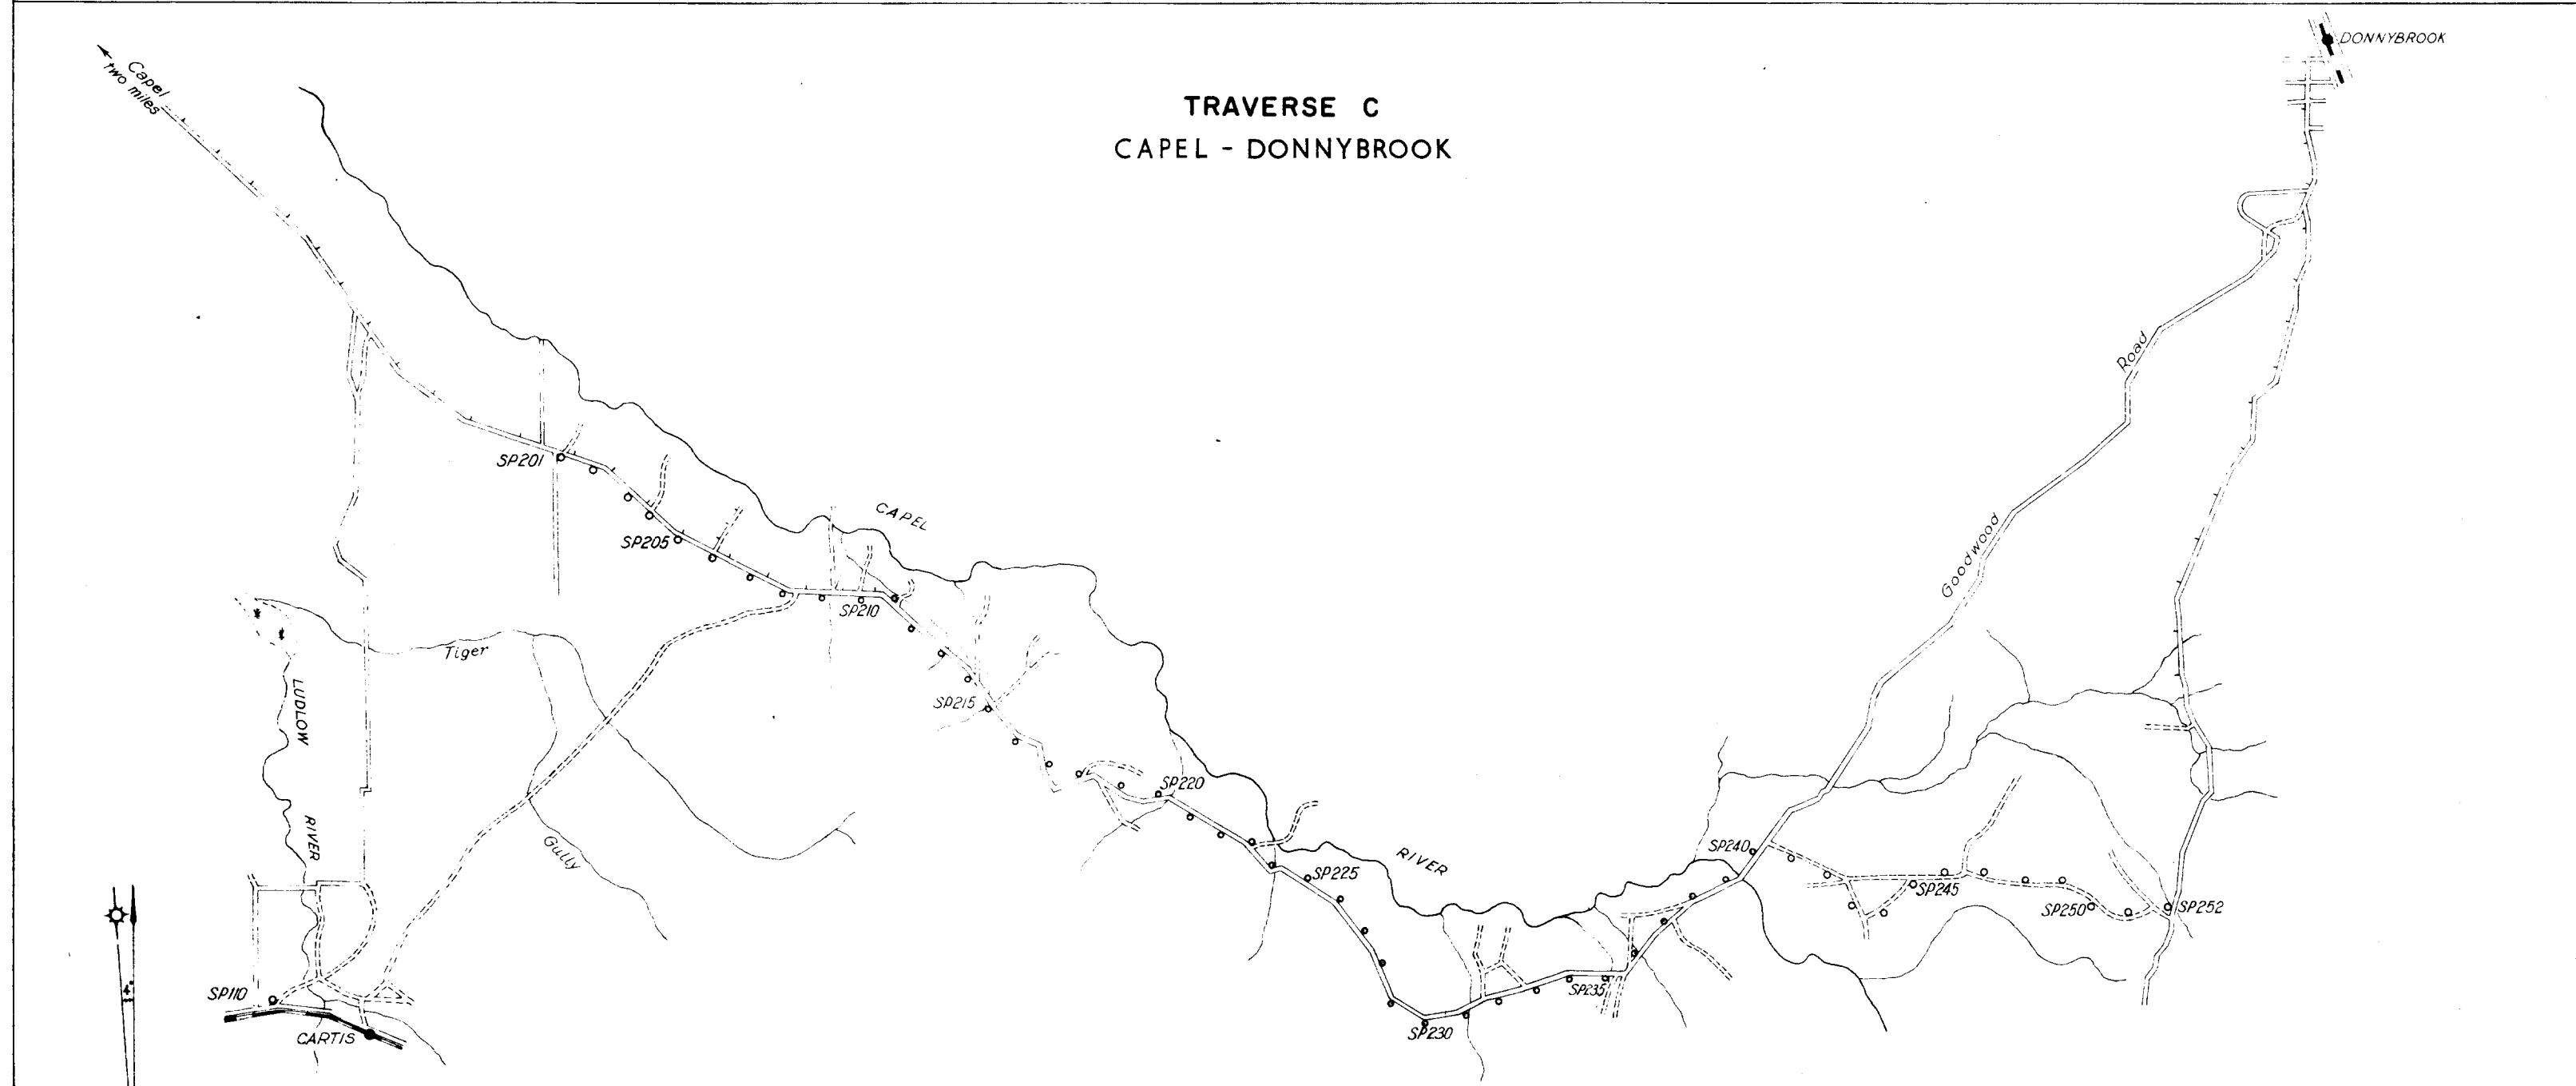 DONNYBROOK
Capel
two miles
TRAVERSE C
CAPEL - DONNYBROOK
Road
SP201
CAPEL
SP205
Goodwood
SP210
Tiger
LUDLOW
SP215
SP220
RIVER
Gully
SP240
RIVER
SP225
SP245
SP250
SP252
SP110
SP235
SP230
CARTIS